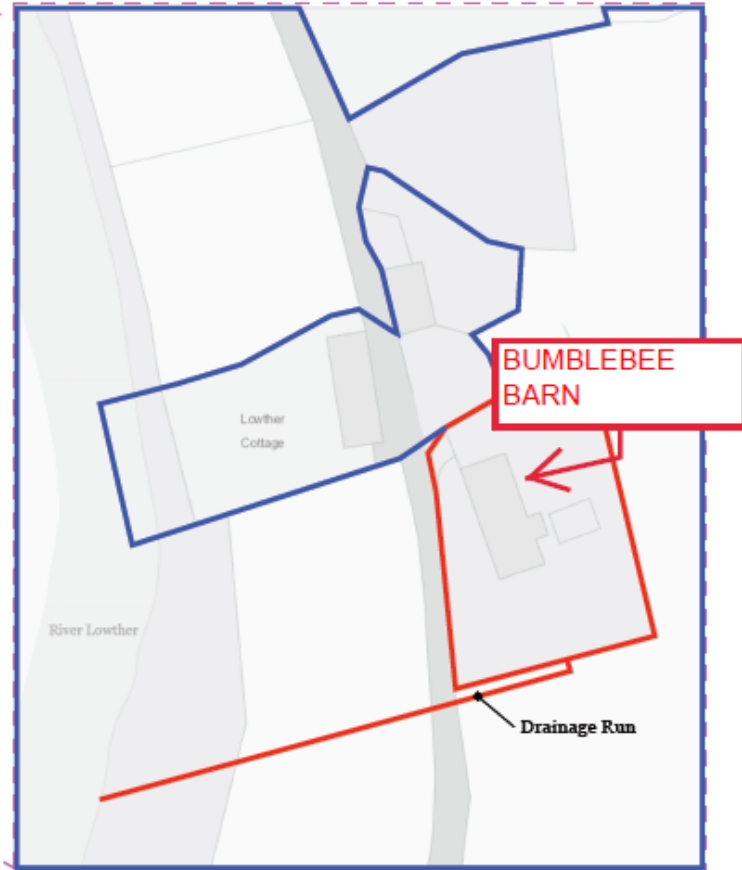 BUMBLEBEE
BARN
Lowther
Cottage
River Lowther
Drainage Run